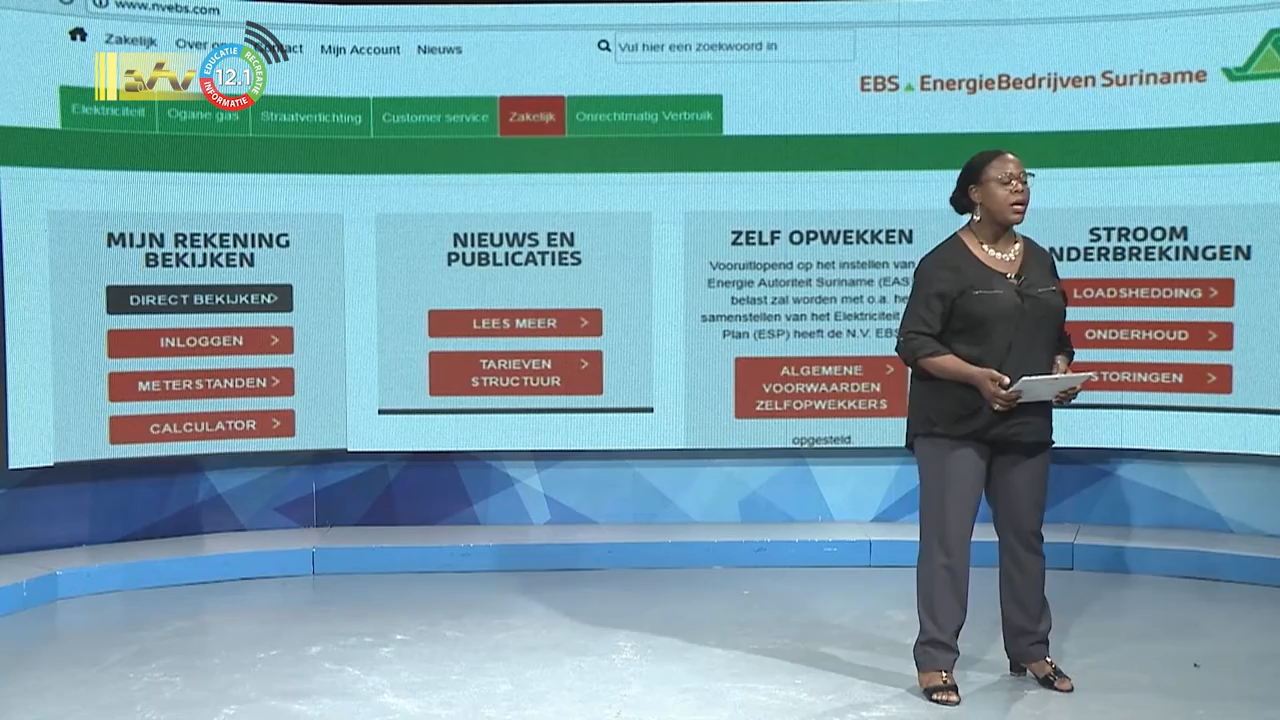 www.nvebs.com
Zakelijk Mijn Account Nieuws
Vul hier een zoekwoord in
ATV
EDUCATIE RECREATIE INFORMATIE
12.1
EBS EnergieBedrijven Suriname
Elektriciteit Ogane gas Straatverlichting Customer service Zakelijk Onrechtmatig Verbruik
MIJN REKENING
BEKIJKEN
DIRECT BEKIJKEN>
INLOGGEN >
METERSTANDEN >
CALCULATOR >
NIEUWS EN
PUBLICATIES
LEES MEER >
TARIEVEN >
STRUCTUUR
ZELF OPWEKKEN
Vooruitlopend op het instellen van
Energie Autoriteit Suriname (EAS
belast zal worden met o.a. he
samenstellen van het Elektriciteit
Plan (ESP) heeft de N.V. EBS
ALGEMENE >
VOORWAARDEN
ZELFOPWEKKERS
opgesteld.
STROOM
NDERBREKINGEN
LOADSHEDDING >
ONDERHOUD >
STORINGEN >